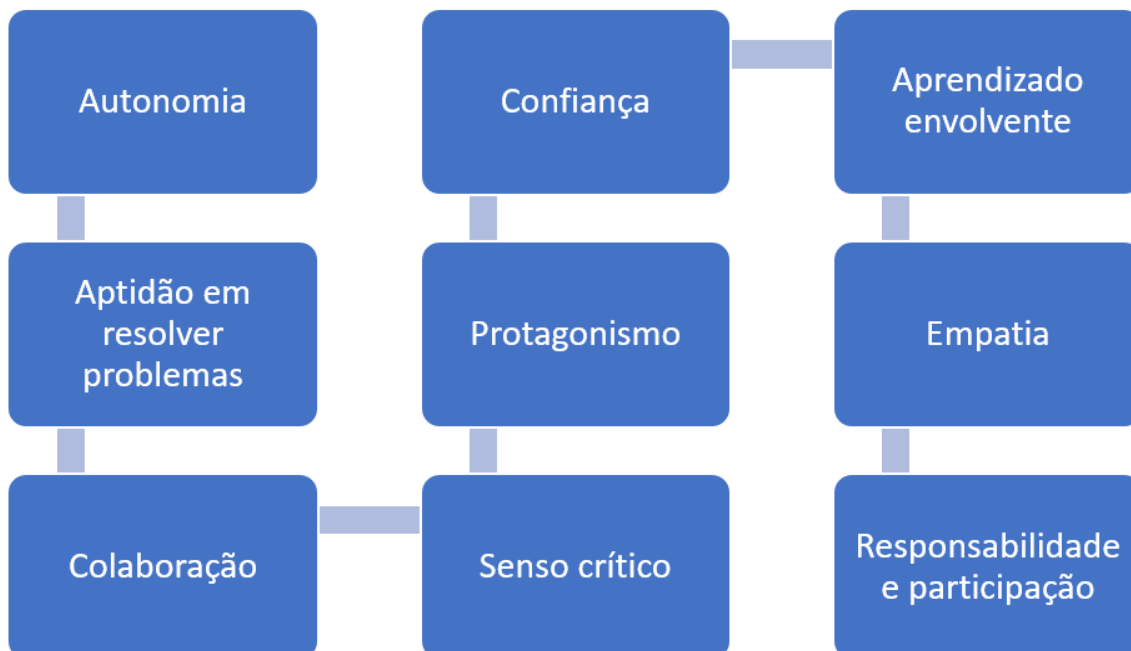 Autonomia
Aptidão em
resolver
problemas
Colaboração
Senso crítico
Protagonismo
Confiança
Aprendizado
envolvente
Empatia
Responsabilidade
e participação